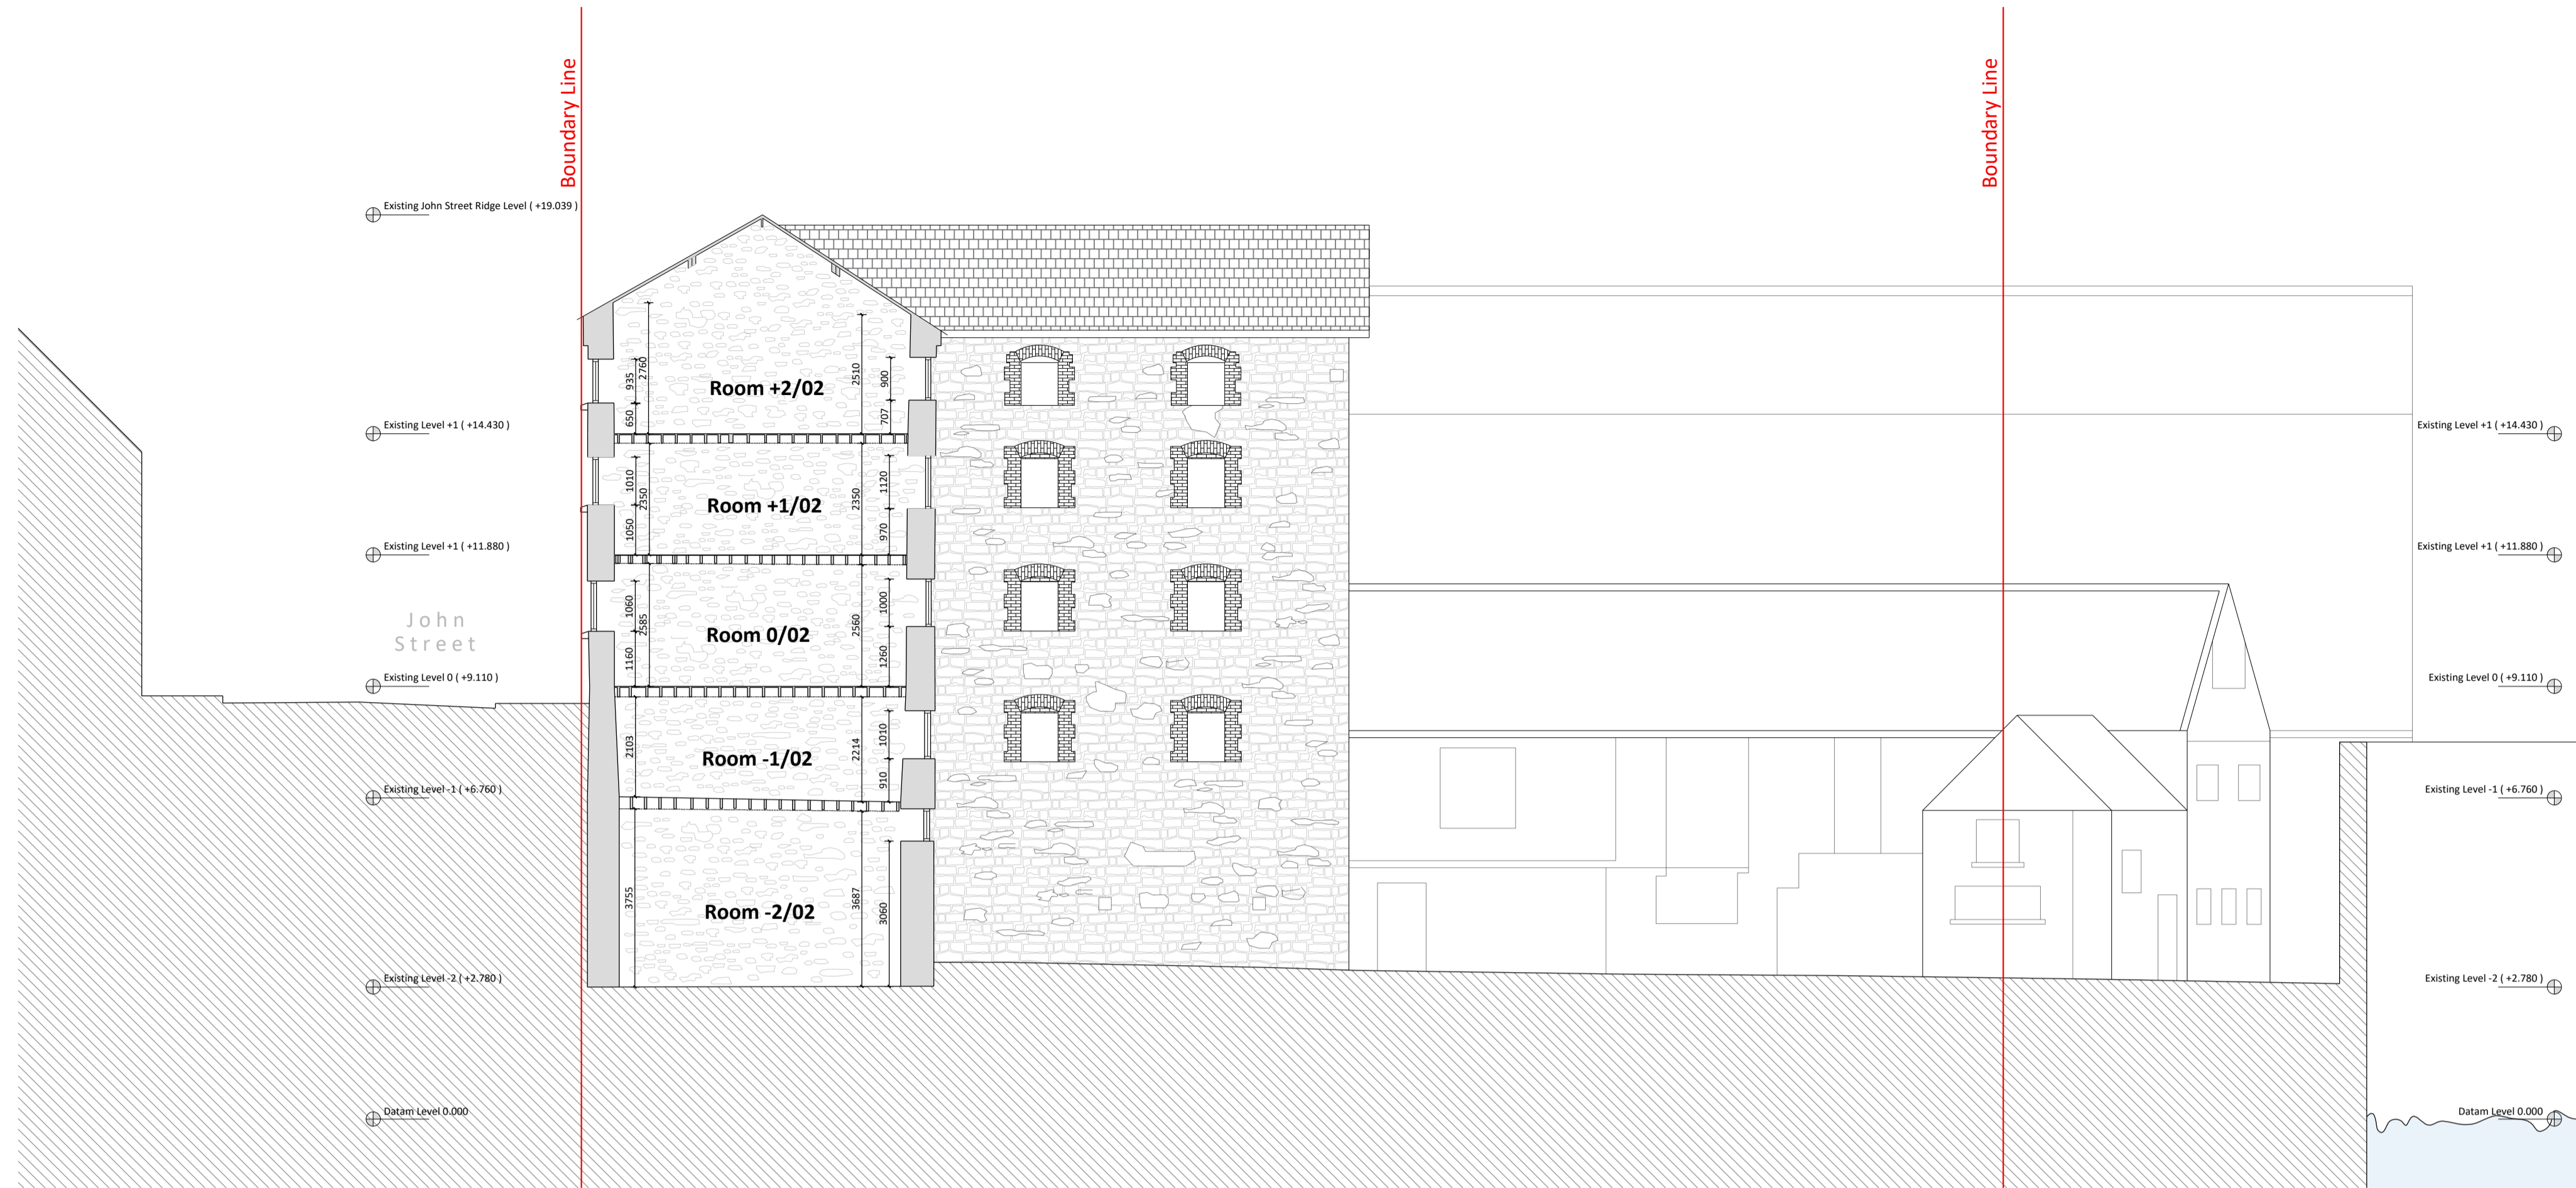 Boundary Line
Boundary Line
Existing John Street Ridge Level ( +19.039 )
Existing Level +1 ( +14.430 )
Existing Level +1 ( +11.880 )
John
Street
Existing Level 0 ( +9.110 )
Existing Level -1 ( +6.760 )
Existing Level -2 ( +2.780 )
Datam Level 0.000
935
2760
650
Room +2/02
2510
900
707
1010
2350
1050
Room +1/02
2350
1120
970
1060
2585
1160
Room 0/02
2560
1000
1260
2103
Room -1/02
2214
1010
910
3755
Room -2/02
3687
3060
Existing Level +1 ( +14.430 )
Existing Level +1 ( +11.880 )
Existing Level 0 ( +9.110 )
Existing Level -1 ( +6.760 )
Existing Level -2 ( +2.780 )
Datam Level 0.000